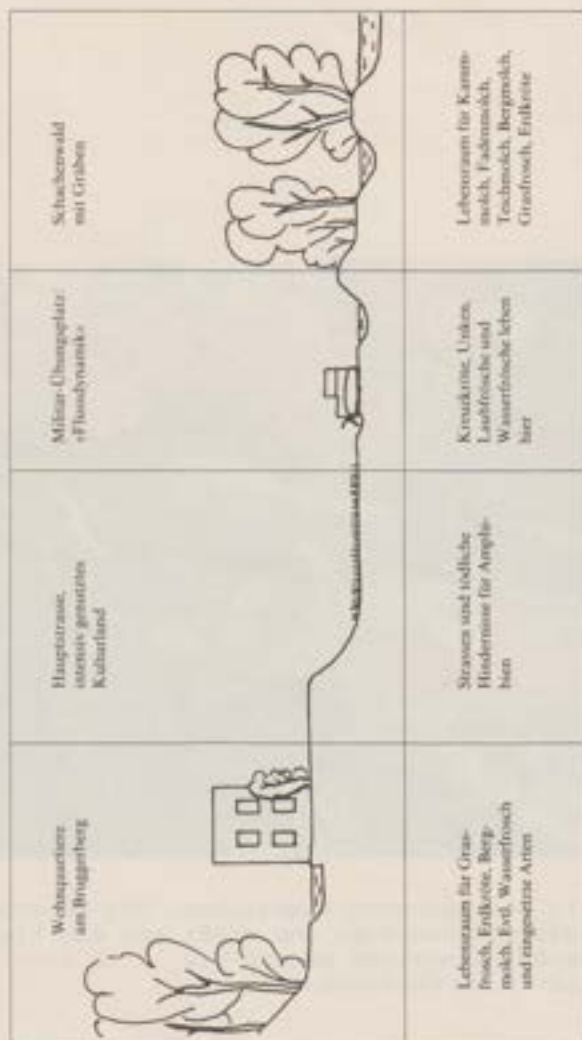 Wohnquartiere
am Bruggerberg
Hauptstrasse,
intensiv genutztes
Kulturland
Militär-Übungsplatz:
«Flussdynamik»
Schachenwald
mit Gräben
Lebensraum für Gras-
frosch, Erdkröte, Berg-
molch. Evtl. Wasserfrosch
und eingesetzte Arten
Strassen sind tödliche
Hindernisse für Amphi-
bien
Kreuzkröte, Unken,
Laubfrösche und
Wasserfrösche leben
hier
Lebensraum für Kamm-
molch, Fadenmolch,
Teichmolch, Bergmolch,
Grasfrosch, Erdkröte